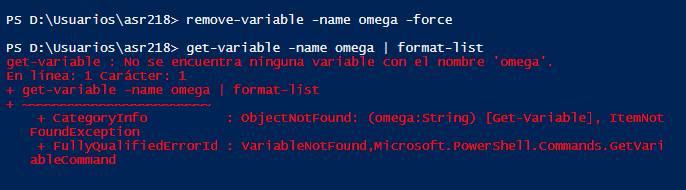 PS D:\Usuarios\asr218> remove-variable -name omega -force
PS D:\Usuarios\asr218> get-variable -name omega | format-list
get-variable : No se encuentra ninguna variable con el nombre 'omega'.
En línea: 1 Carácter: 1
+ get-variable -name omega | format-list
+ ~~~~~~~~~~~~~~~~~~~~~~~~
+ CategoryInfo          : ObjectNotFound: (omega:String) [Get-Variable], ItemNot
FoundException
+ FullyQualifiedErrorId : VariableNotFound,Microsoft.PowerShell.Commands.GetVari
ableCommand